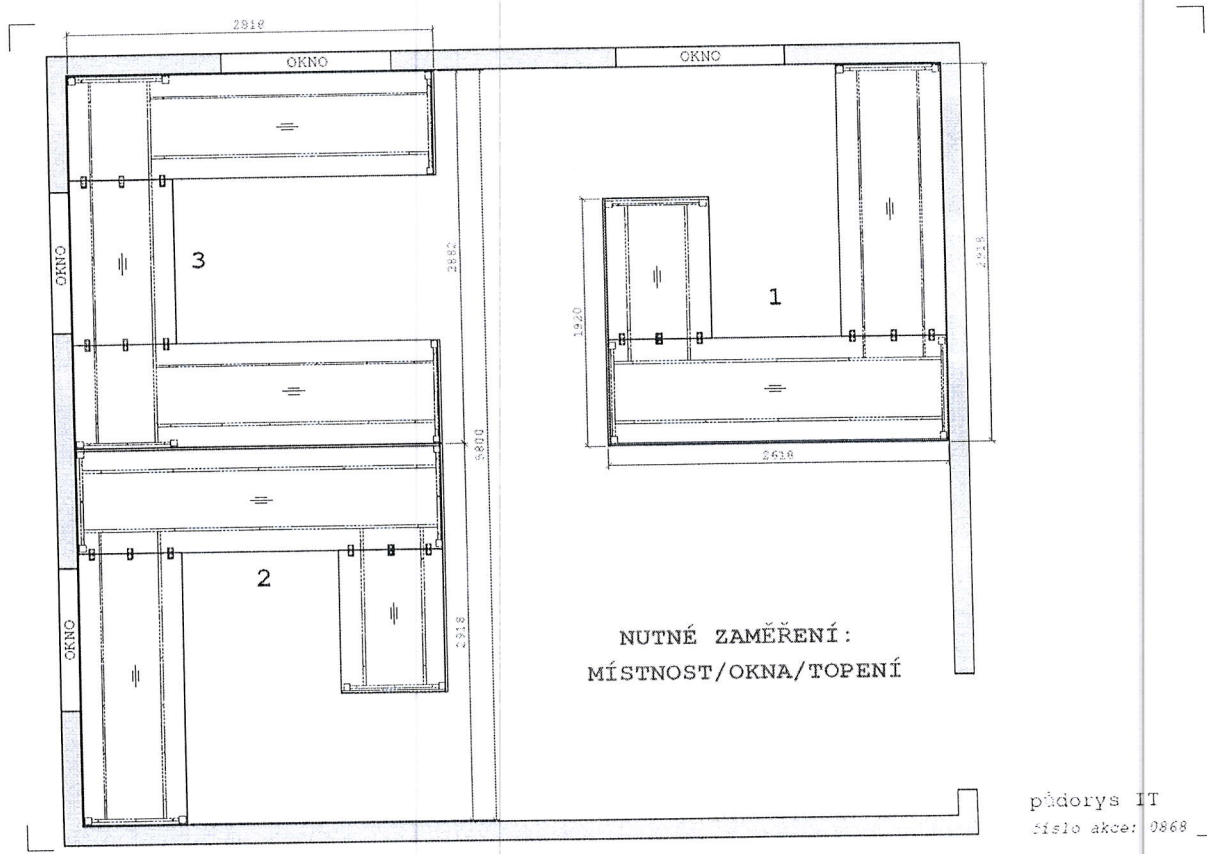 2918
OKNO
OKNO
OKNO
3
2882
2918
1920
1
5800
2618
2
OKNO
2918
NUTNÉ ZAMĚŘENÍ:
MÍSTNOST/OKNA/TOPENÍ
půdorys IT
číslo akce: 0868